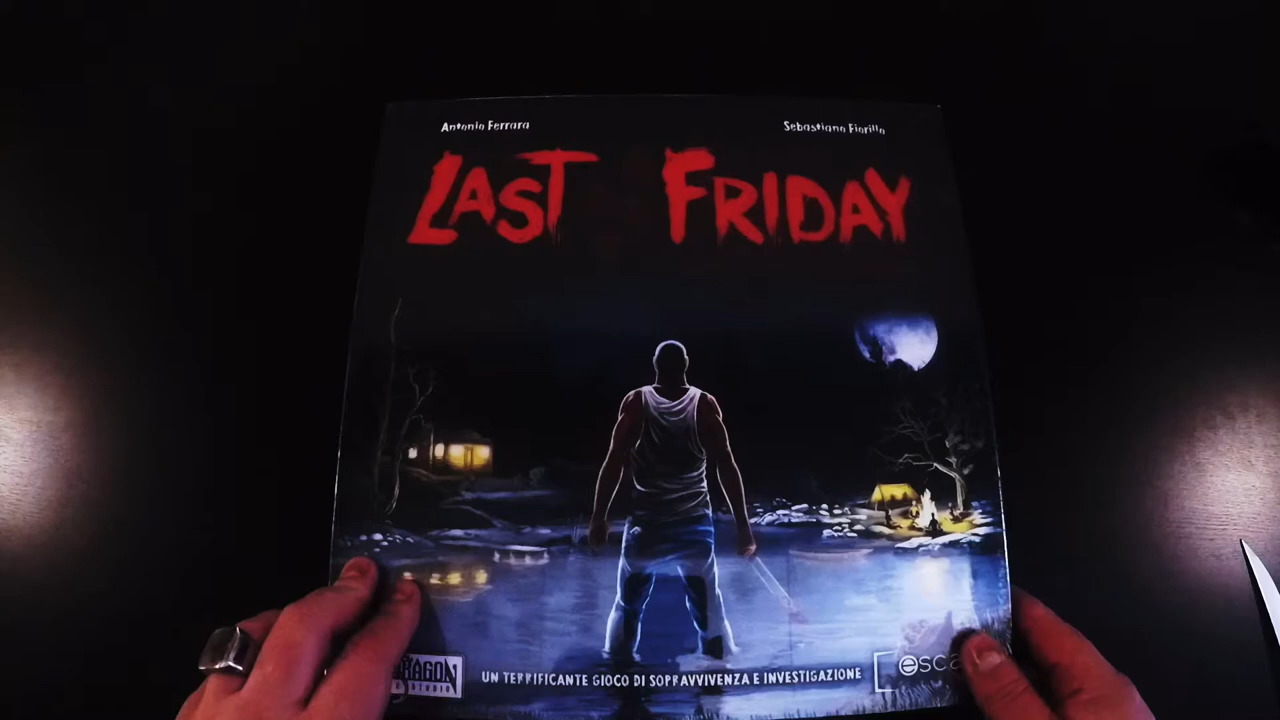 Antonio Ferrara
Sebastiano Fiorillo
LAST FRIDAY
UN TERRIFICANTE GIOCO DI SOPRAVVIVENZA E INVESTIGAZIONE